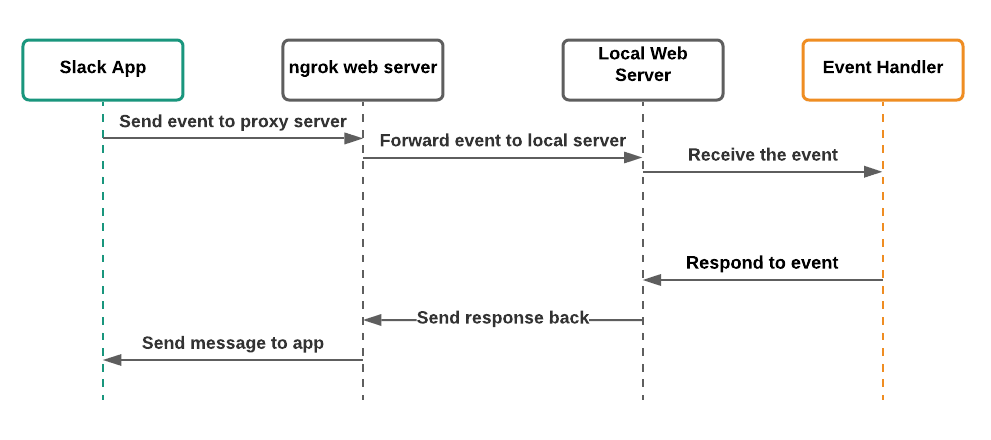 Slack App
ngrok web server
Local Web
Server
Event Handler
Send event to proxy server
Forward event to local server
Receive the event
Respond to event
Send response back
Send message to app